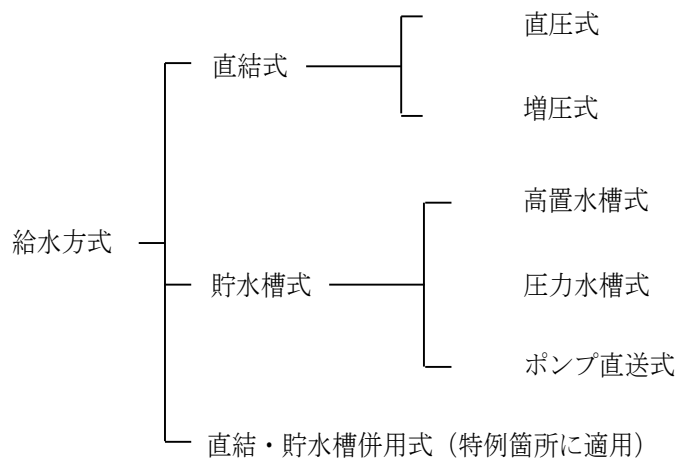 直圧式
直結式
増圧式
高置水槽式
給水方式
貯水槽式
圧力水槽式
ポンプ直送式
直結・貯水槽併用式（特例箇所に適用）